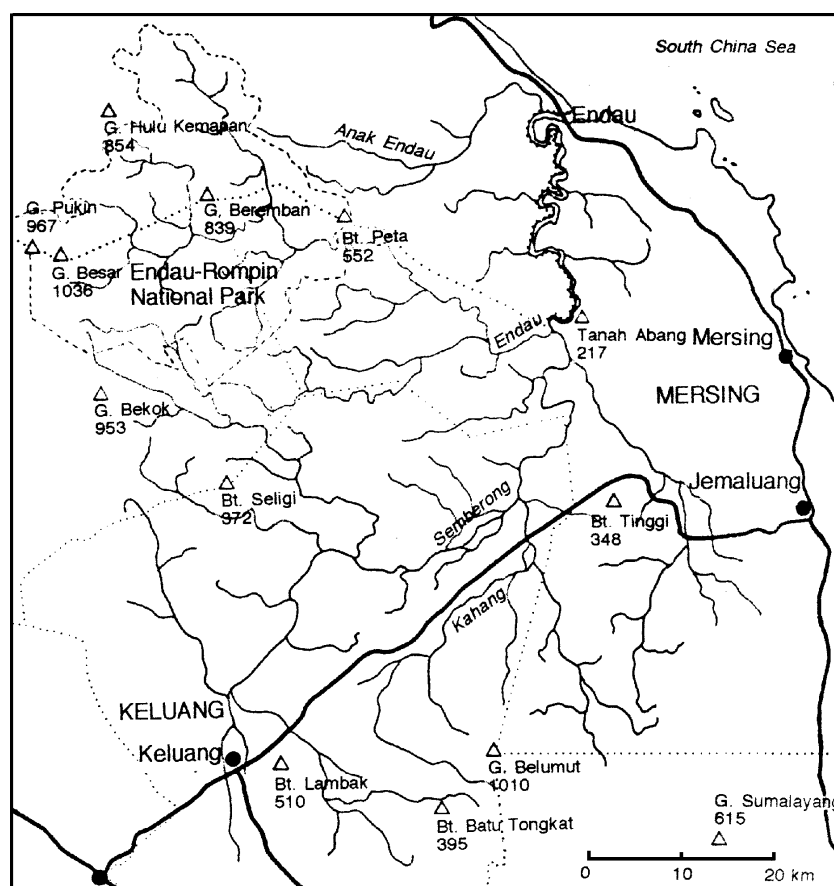 South China Sea
Endau
Anak Endau
G. Hulu Kemapan
854
G. Pukin
967
G. Beremban
839
Bt. Peta
552
G. Besar
1036
Endau-Rompin
National Park
Endau
Tanah Abang
217
Mersing
G. Bekok
953
MERSING
Bt. Seligi
372
Semberong
Jemaluang
Bt. Tinggi
348
Kahang
KELUANG
Keluang
Bt. Lambak
510
G. Belumut
1010
Bt. Batu Tongkat
395
G. Sumalayang
615
0 10 20 km